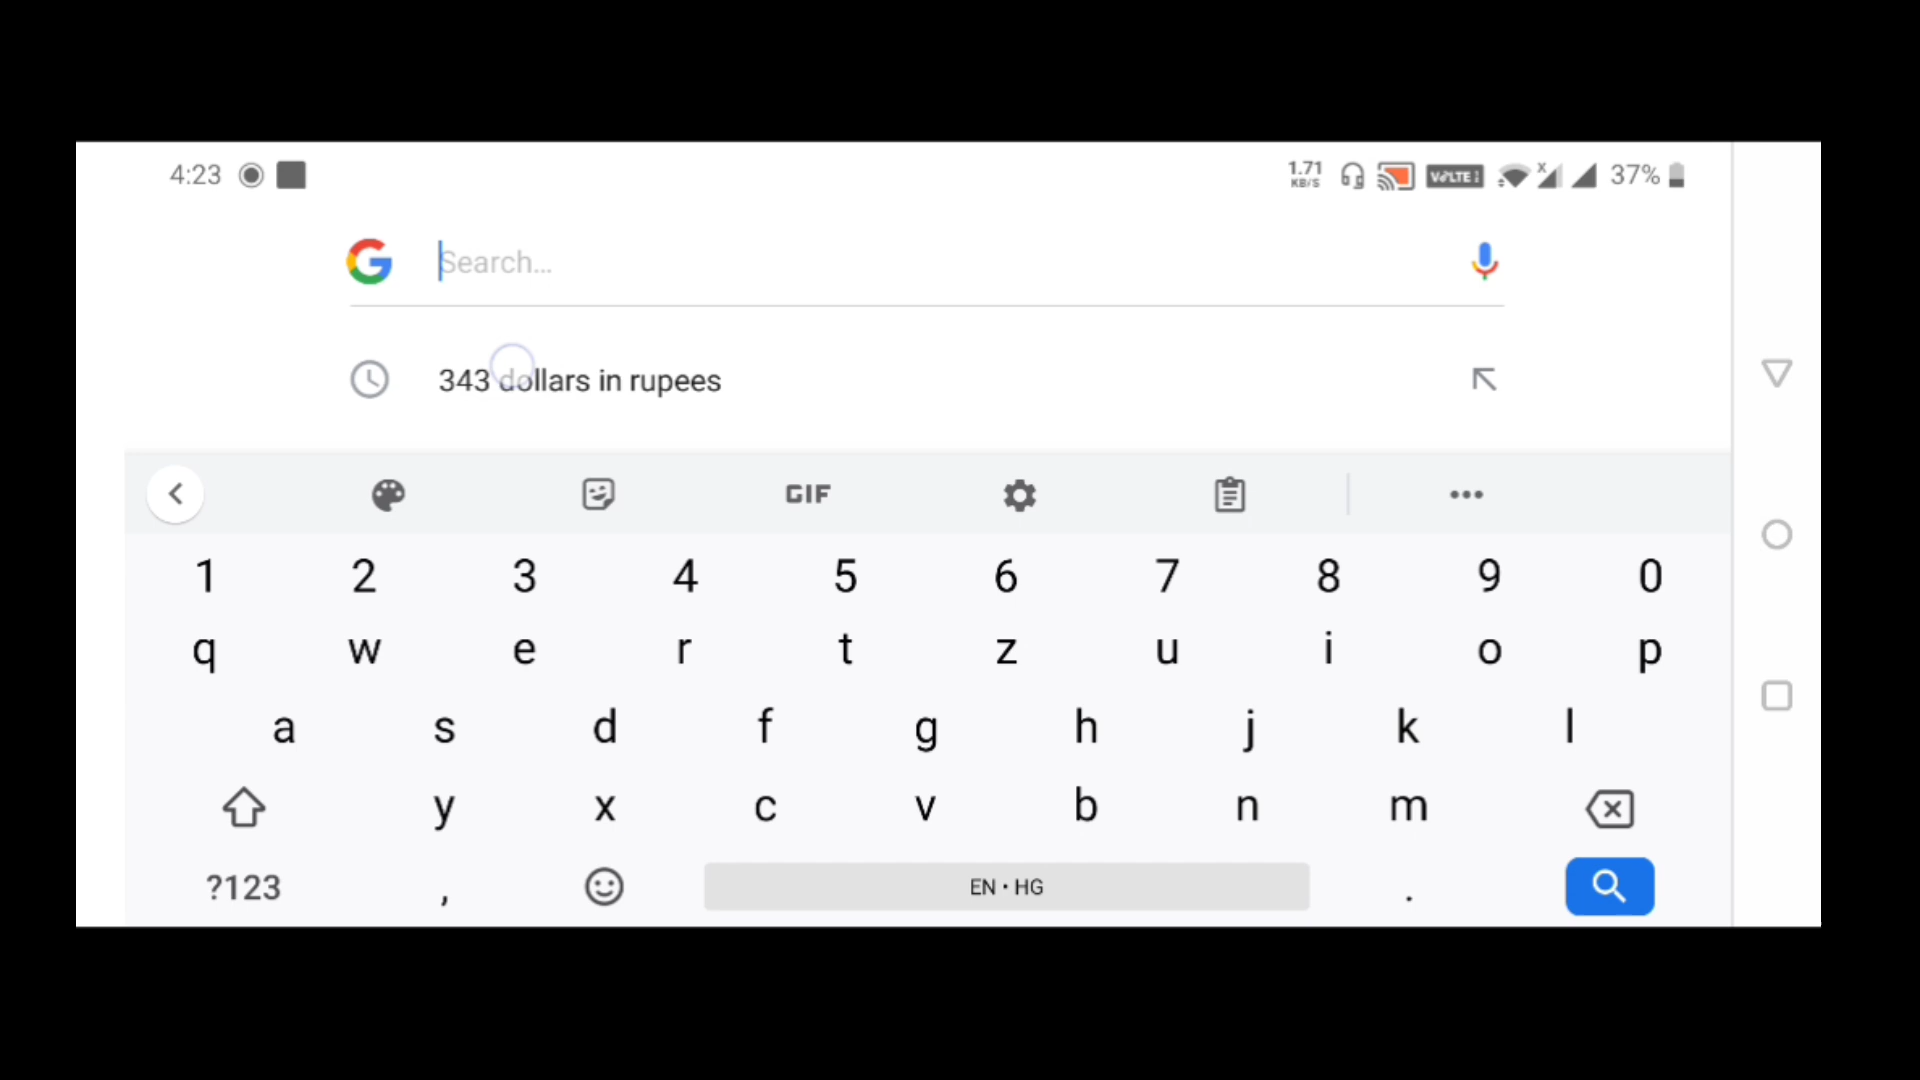 4:23 1.71 KB/S VoLTE 37%
Search...
343 dollars in rupees
GIF
1 2 3 4 5 6 7 8 9 0
q w e r t z u i o p
a s d f g h j k l
y x c v b n m
?123 , EN • HG .